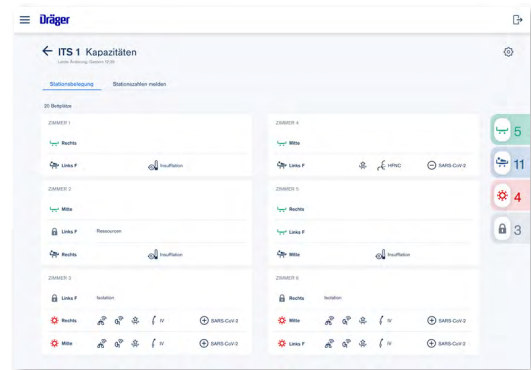 Dräger
ITS 1 Kapazitäten
Stationsbelegung Stationszahlen melden
20 Bettplätze
ZIMMER 1
Rechts
Links F Insufflation
ZIMMER 2
Mitte
Links F Ressourcen
Rechts Insufflation
ZIMMER 3
Links F Isolation
Rechts IV SARS-CoV-2
Mitte IV SARS-CoV-2
ZIMMER 4
Mitte
Links F HFNC SARS-CoV-2
ZIMMER 5
Rechts
Links F
Mitte Insufflation
ZIMMER 6
Rechts Isolation
Mitte IV SARS-CoV-2
Links F IV SARS-CoV-2
5
11
4
3